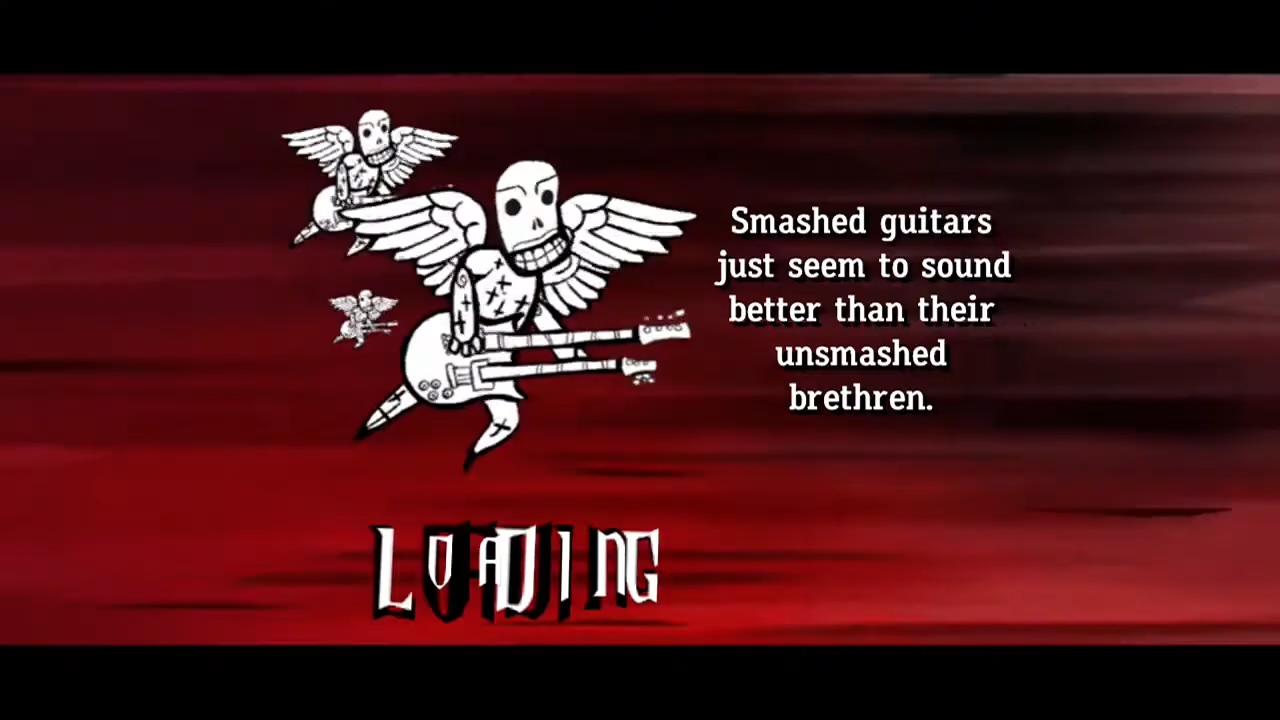 Smashed guitars
just seem to sound
better than their
unsmashed
brethren.
LOADING